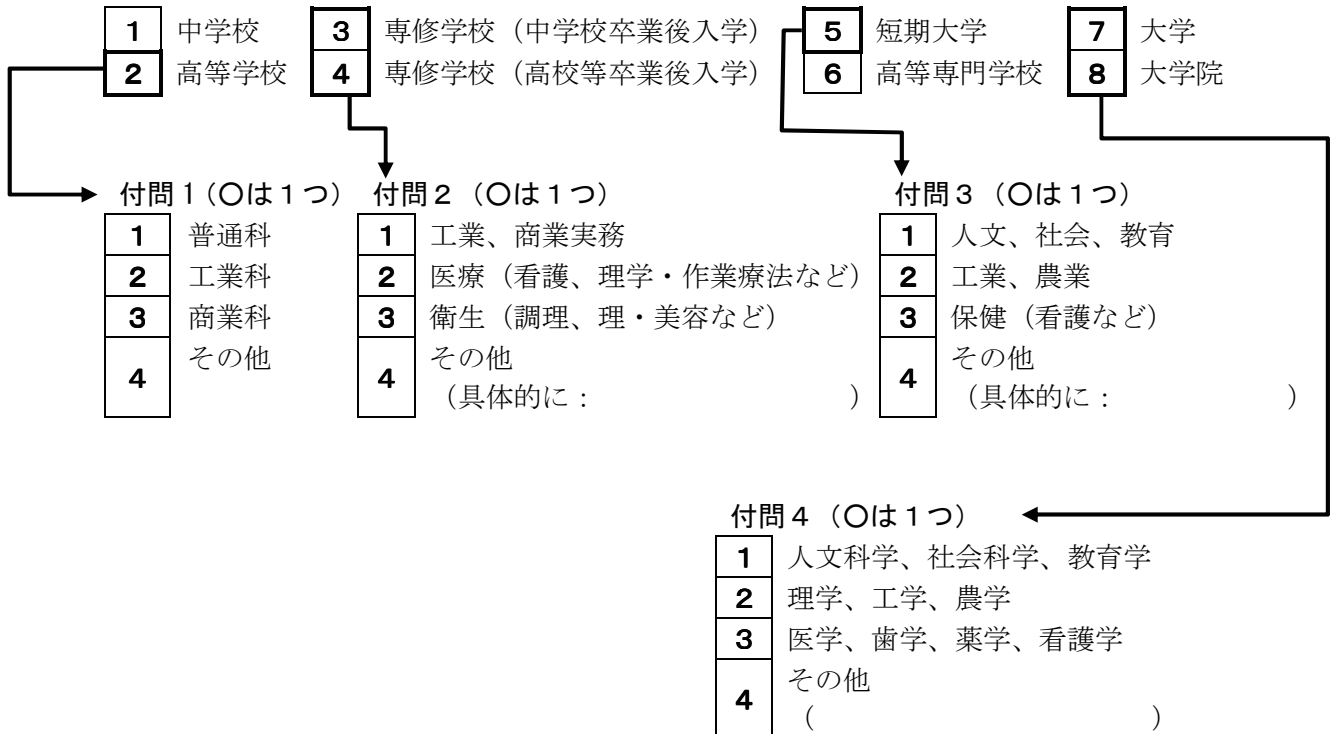 1 中学校 3 専修学校（中学校卒業後入学） 5 短期大学 7 大学
2 高等学校 4 専修学校（高校等卒業後入学） 6 高等専門学校 8 大学院
付問１（〇は１つ） 付問２（〇は１つ） 付問３（〇は１つ）
1 普通科 1 工業、商業実務 1 人文、社会、教育
2 工業科 2 医療（看護、理学・作業療法など） 2 工業、農業
3 商業科 3 衛生（調理、理・美容など） 3 保健（看護など）
4 その他 4 その他 4 その他
（具体的に： ） （具体的に： ）
付問４（〇は１つ）
1 人文科学、社会科学、教育学
2 理学、工学、農学
3 医学、歯学、薬学、看護学
4 その他
（ ）